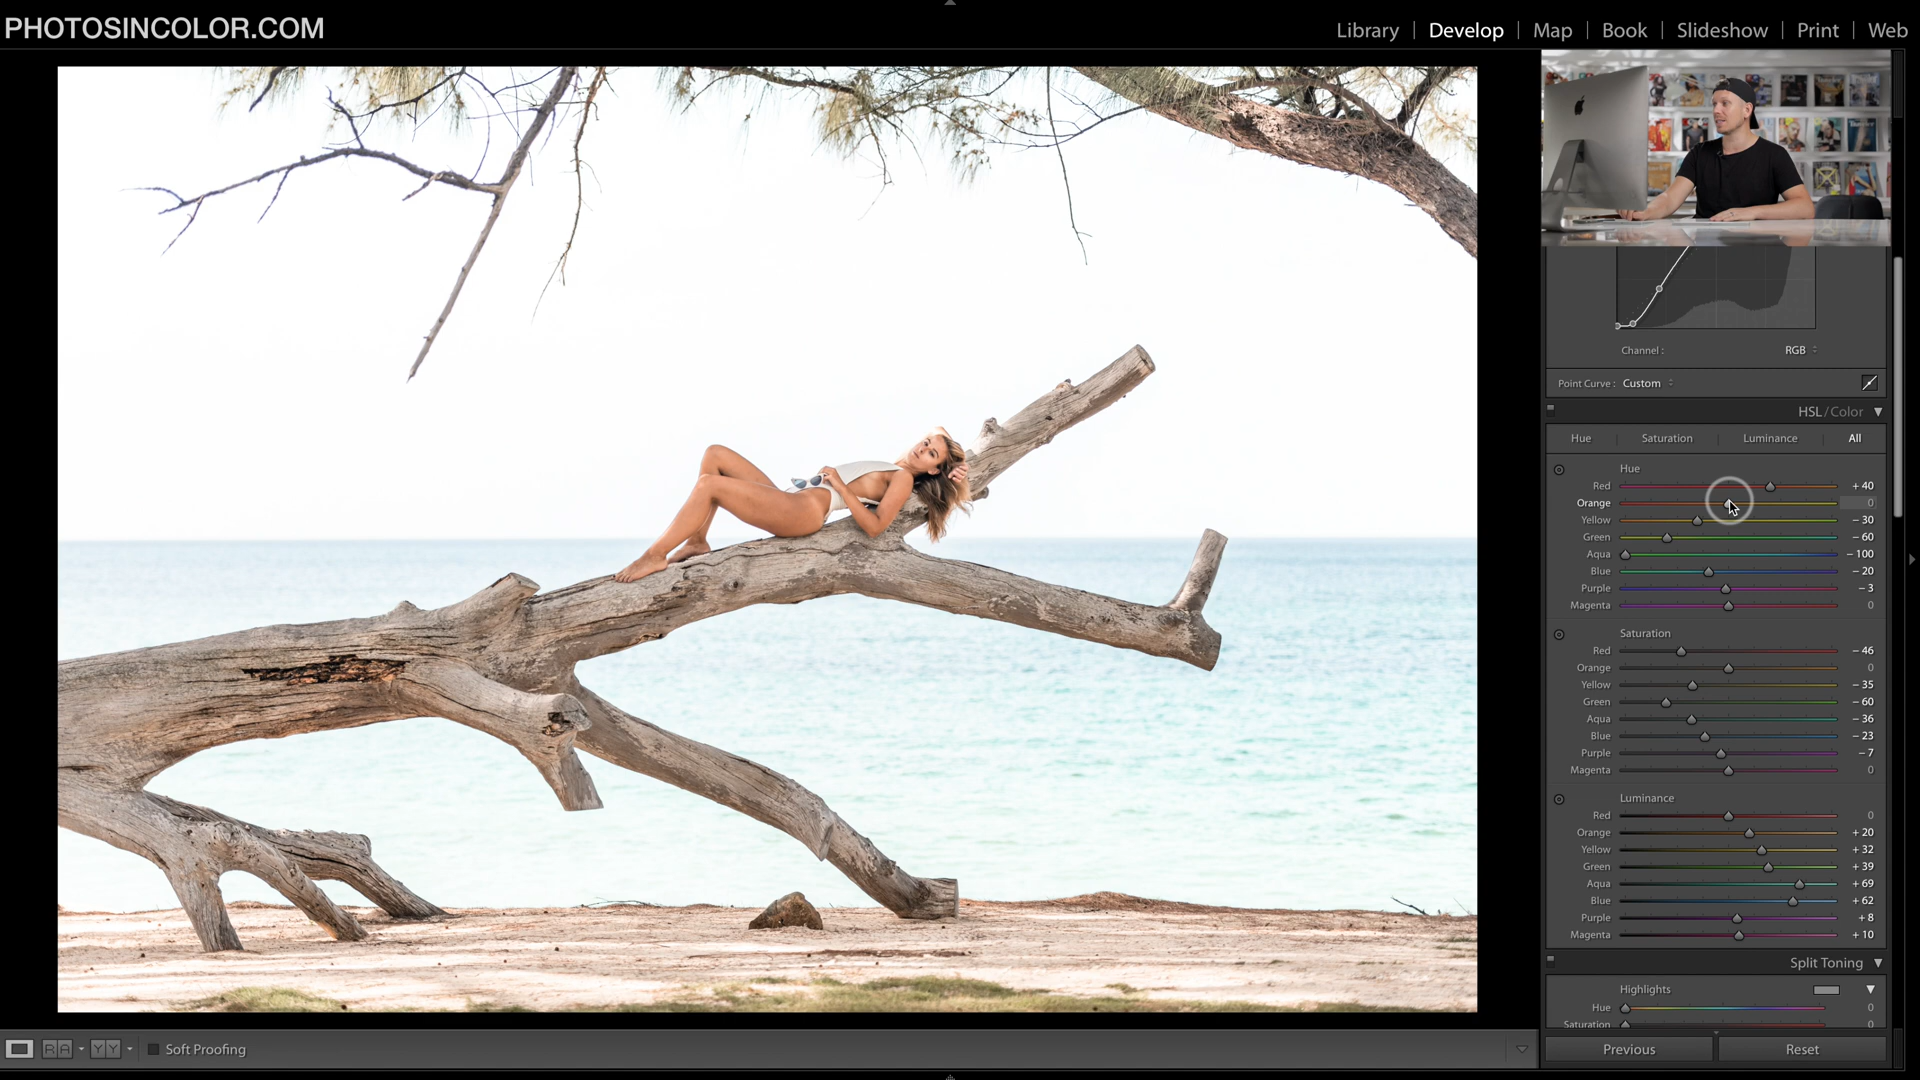 PHOTOSINCOLOR.COM
Library | Develop | Map | Book | Slideshow | Print | Web
Channel : RGB
Point Curve : Custom
HSL / Color
Hue Saturation Luminance All
Hue
Red + 40
Orange 0
Yellow − 30
Green − 60
Aqua − 100
Blue − 20
Purple − 3
Magenta 0
Saturation
Red − 46
Orange 0
Yellow − 35
Green − 60
Aqua − 36
Blue − 23
Purple − 7
Magenta 0
Luminance
Red 0
Orange + 20
Yellow + 32
Green + 39
Aqua + 69
Blue + 62
Purple + 8
Magenta + 10
Split Toning
Highlights
Hue 0
Saturation 0
RA YY Soft Proofing
Previous Reset